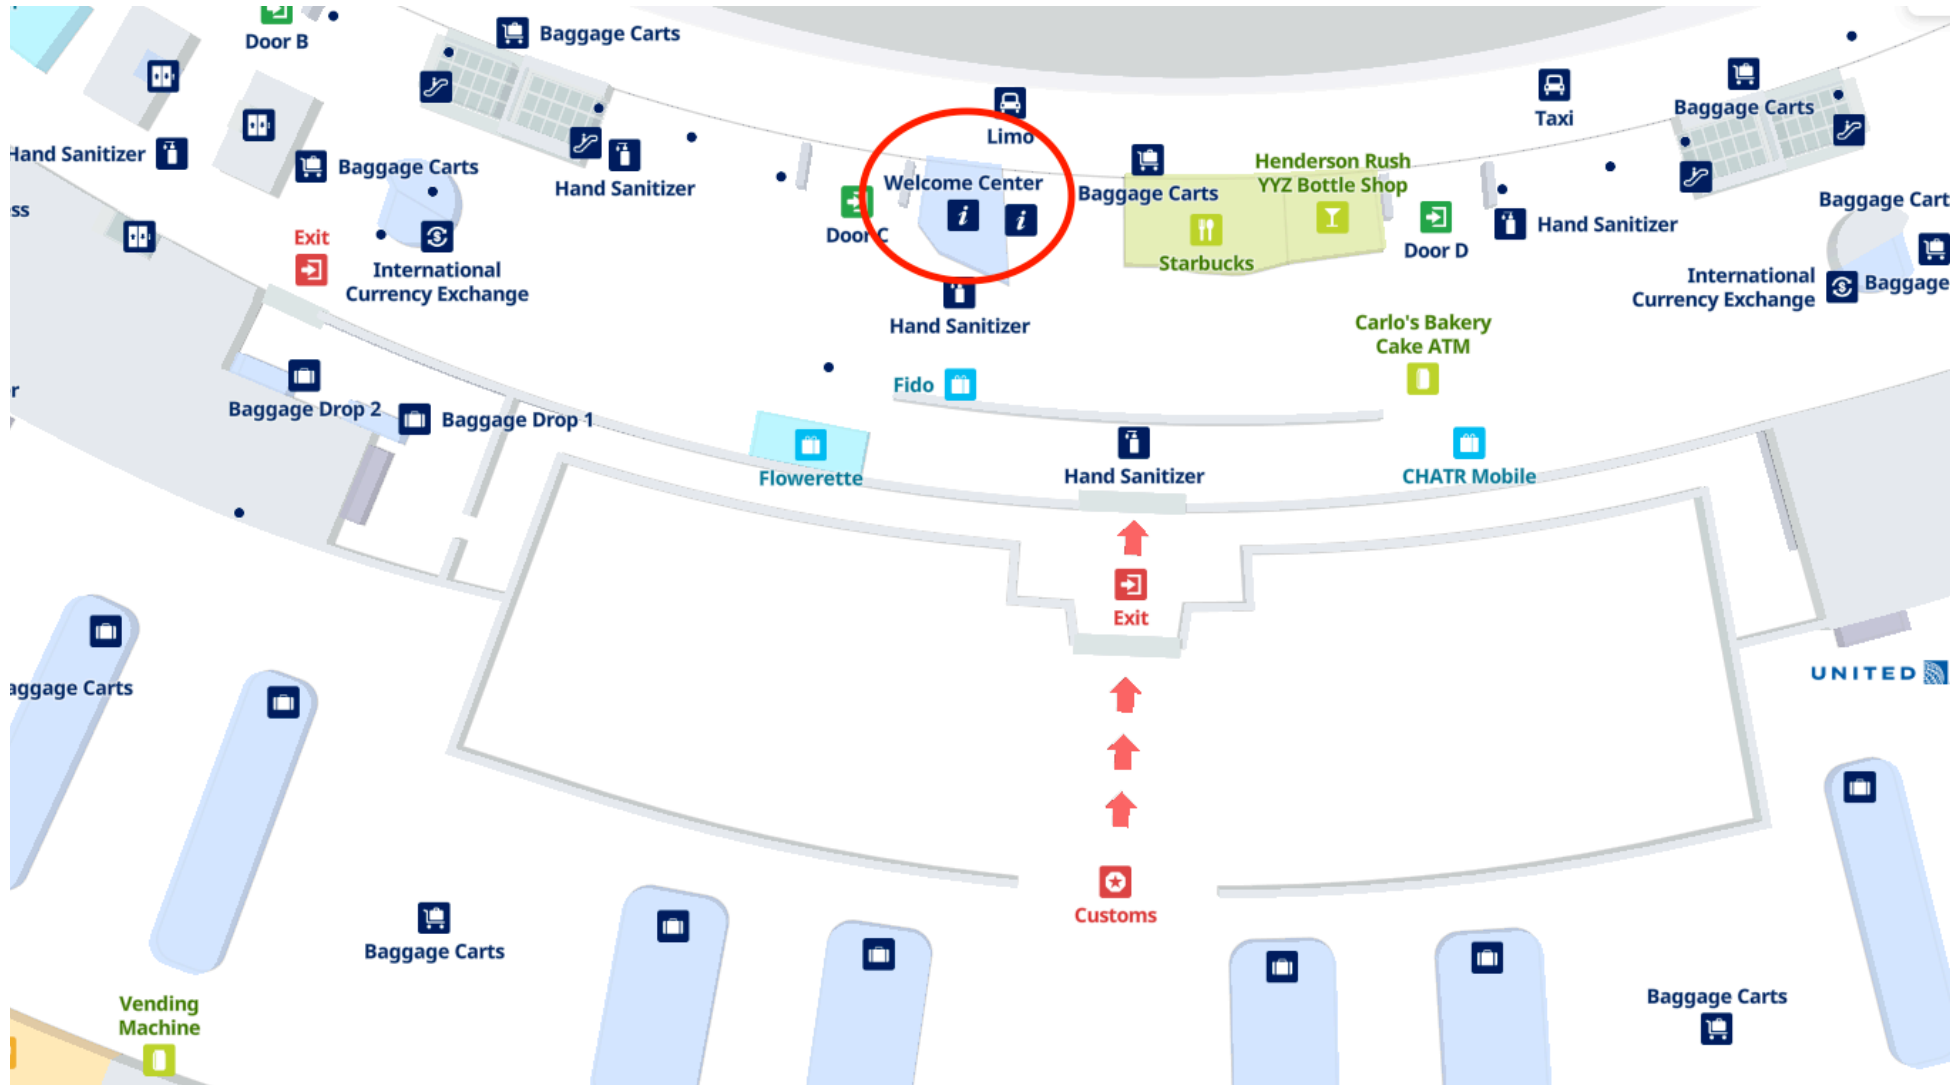 Door B
Baggage Carts
Limo
Taxi
Baggage Carts
Hand Sanitizer
Baggage Carts
Hand Sanitizer
Welcome Center
Baggage Carts
Henderson Rush
YYZ Bottle Shop
Baggage Cart
ss
Exit
Door C
Door D
Hand Sanitizer
Starbucks
International
Currency Exchange
International
Currency Exchange
Baggage
Hand Sanitizer
Carlo's Bakery
Cake ATM
r
Fido
Baggage Drop 2
Baggage Drop 1
Flowerette
Hand Sanitizer
CHATR Mobile
Exit
UNITED
aggage Carts
Customs
Baggage Carts
Baggage Carts
Vending
Machine